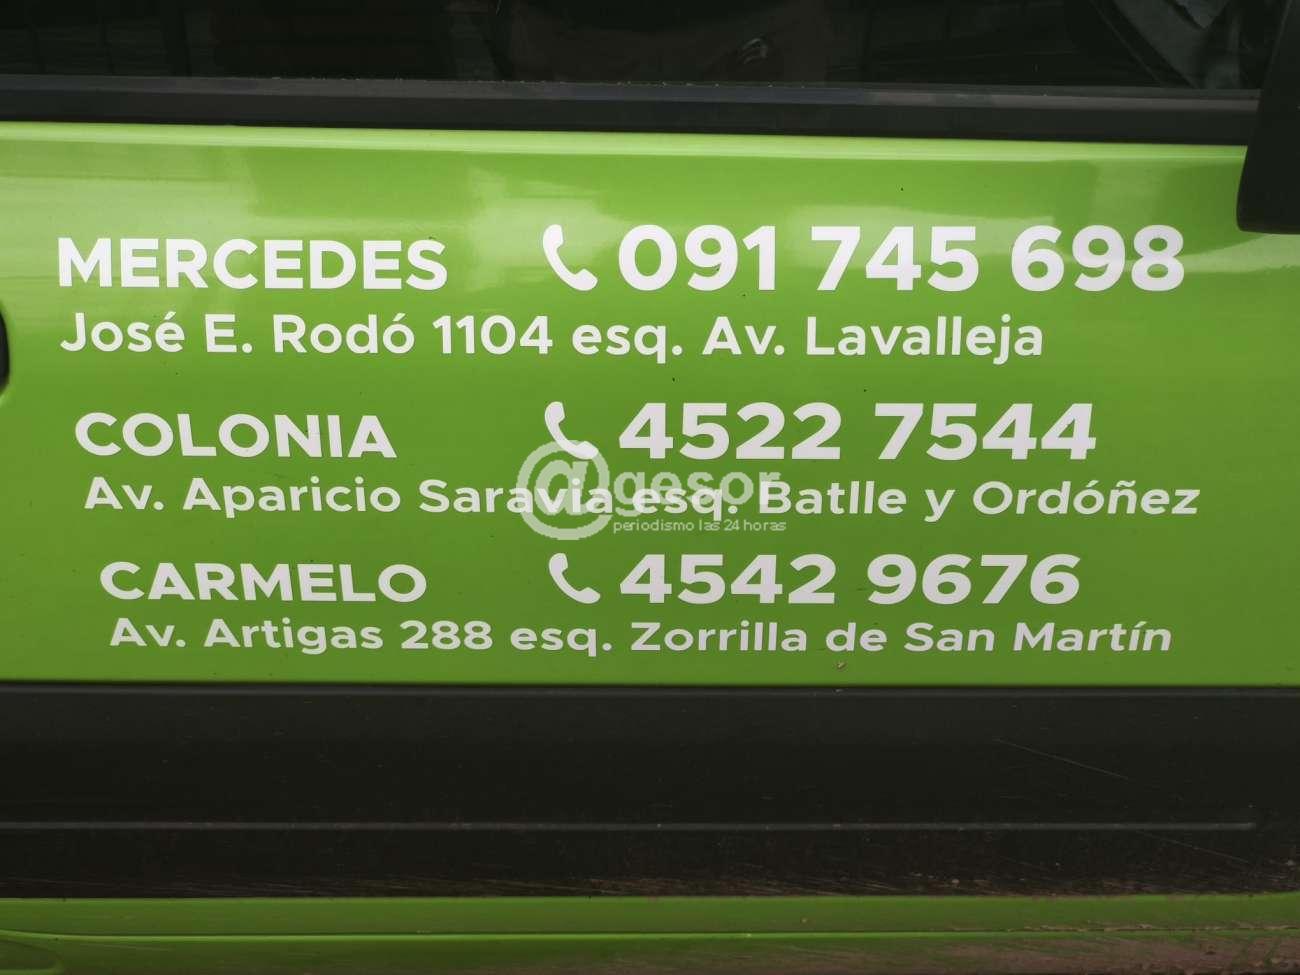 MERCEDES 091 745 698
José E. Rodó 1104 esq. Av. Lavalleja
COLONIA 4522 7544
Av. Aparicio Saravia esq. Batlle y Ordóñez
@gesor
periodismo las 24 horas
CARMELO 4542 9676
Av. Artigas 288 esq. Zorrilla de San Martín